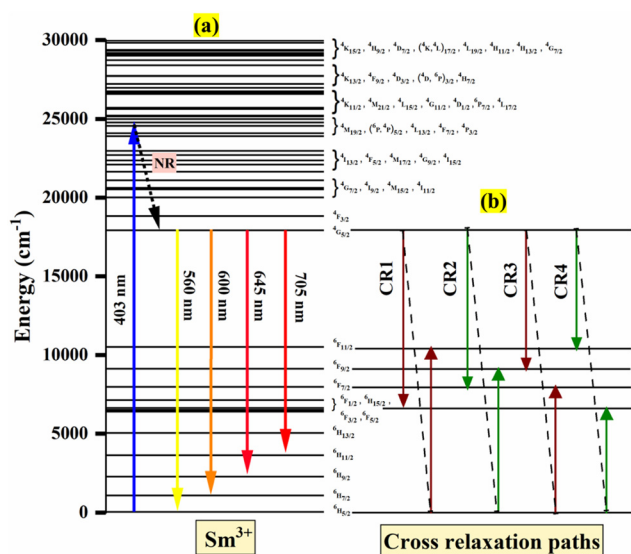 (a)
30000
25000
20000
15000
10000
5000
0
Energy (cm⁻¹)
403 nm
NR
560 nm
600 nm
645 nm
705 nm
} ⁴K₁₅/₂ , ⁴H₉/₂ , ⁴D₇/₂ , (⁴K,⁴L)₁₇/₂ , ⁴L₁₉/₂ , ⁴H₁₁/₂ , ⁴H₁₃/₂ , ⁴G₇/₂
} ⁴K₁₃/₂ , ⁴F₉/₂ , ⁴D₃/₂ , (⁴D, ⁶P)₃/₂ ,⁴H₇/₂
} ⁴K₁₁/₂ , ⁴M₂₁/₂ , ⁴L₁₅/₂ , ⁴G₁₁/₂ , ⁴D₁/₂ ,⁶P₇/₂ , ⁴L₁₇/₂
} ⁴M₁₉/₂ , (⁶P,⁴P)₅/₂ , ⁴L₁₃/₂ , ⁴F₇/₂ , ⁴P₃/₂
} ⁴I₁₃/₂ , ⁴F₅/₂ , ⁴M₁₇/₂ , ⁴G₉/₂ , ⁴I₁₅/₂
} ⁴G₇/₂ , ⁴I₉/₂ , ⁴M₁₅/₂ , ⁴I₁₁/₂
⁴F₃/₂
⁴G₅/₂
⁶F₁₁/₂
⁶F₉/₂
⁶F₇/₂
} ⁶F₁/₂ , ⁶H₁₅/₂ ,
⁶F₃/₂ , ⁶F₅/₂
⁶H₁₃/₂
⁶H₁₁/₂
⁶H₉/₂
⁶H₇/₂
⁶H₅/₂
Sm³⁺
(b)
CR1
CR2
CR3
CR4
Cross relaxation paths